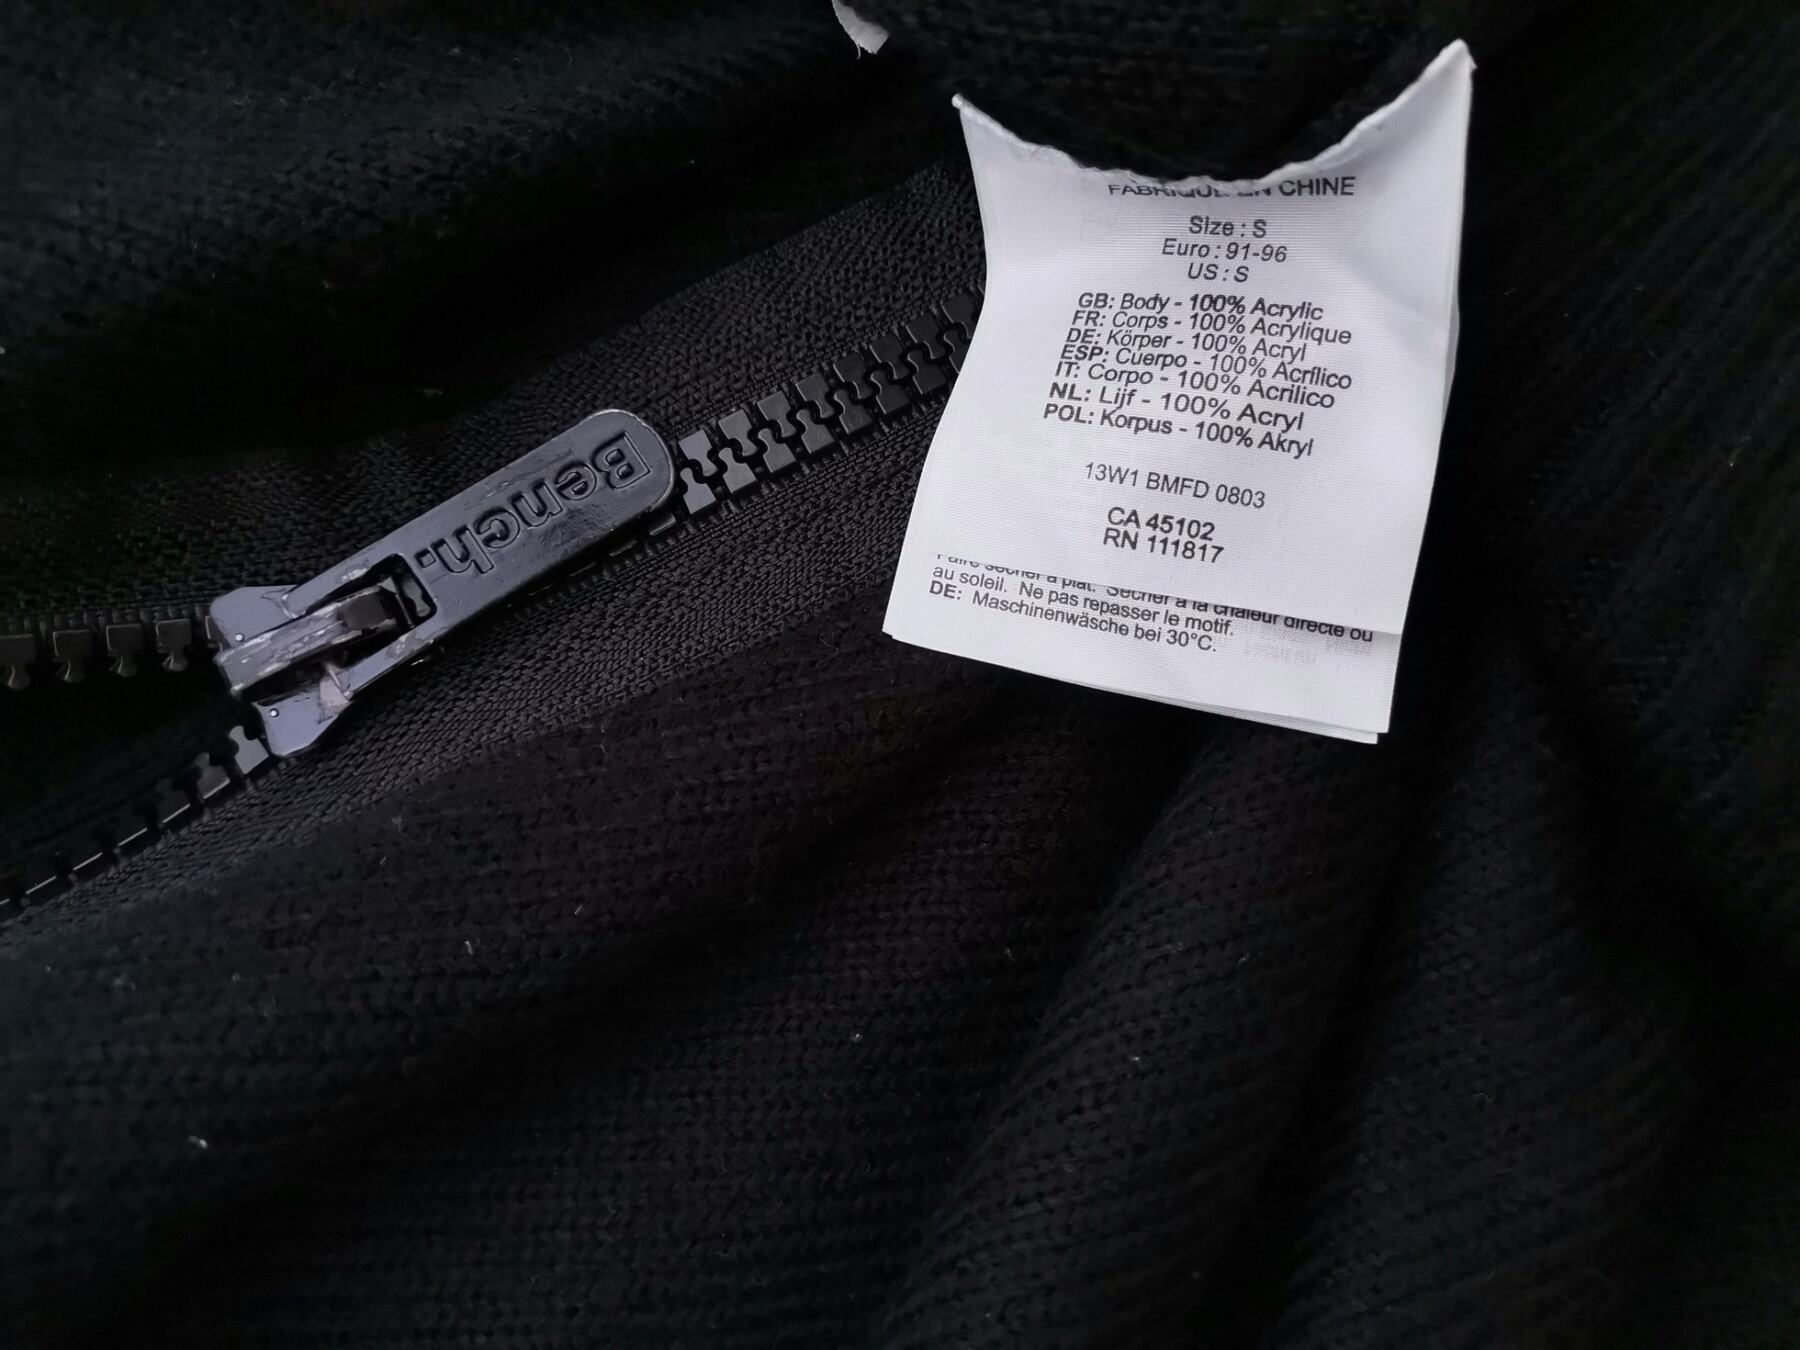 Bench.
FABRIQUE EN CHINE
Size : S
Euro : 91-96
US : S
GB: Body - 100% Acrylic
FR: Corps - 100% Acrylique
DE: Körper - 100% Acryl
ESP: Cuerpo - 100% Acrílico
IT: Corpo - 100% Acrilico
NL: Lijf - 100% Acryl
POL: Korpus - 100% Akryl
13W1 BMFD 0803
CA 45102
RN 111817
Faire sécher à plat. Sécher à la chaleur directe ou
au soleil. Ne pas repasser le motif.
DE: Maschinenwäsche bei 30°C.